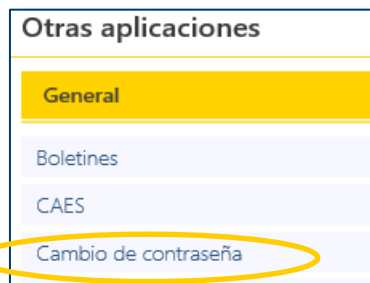 Otras aplicaciones
General
Boletines
CAES
Cambio de contraseña